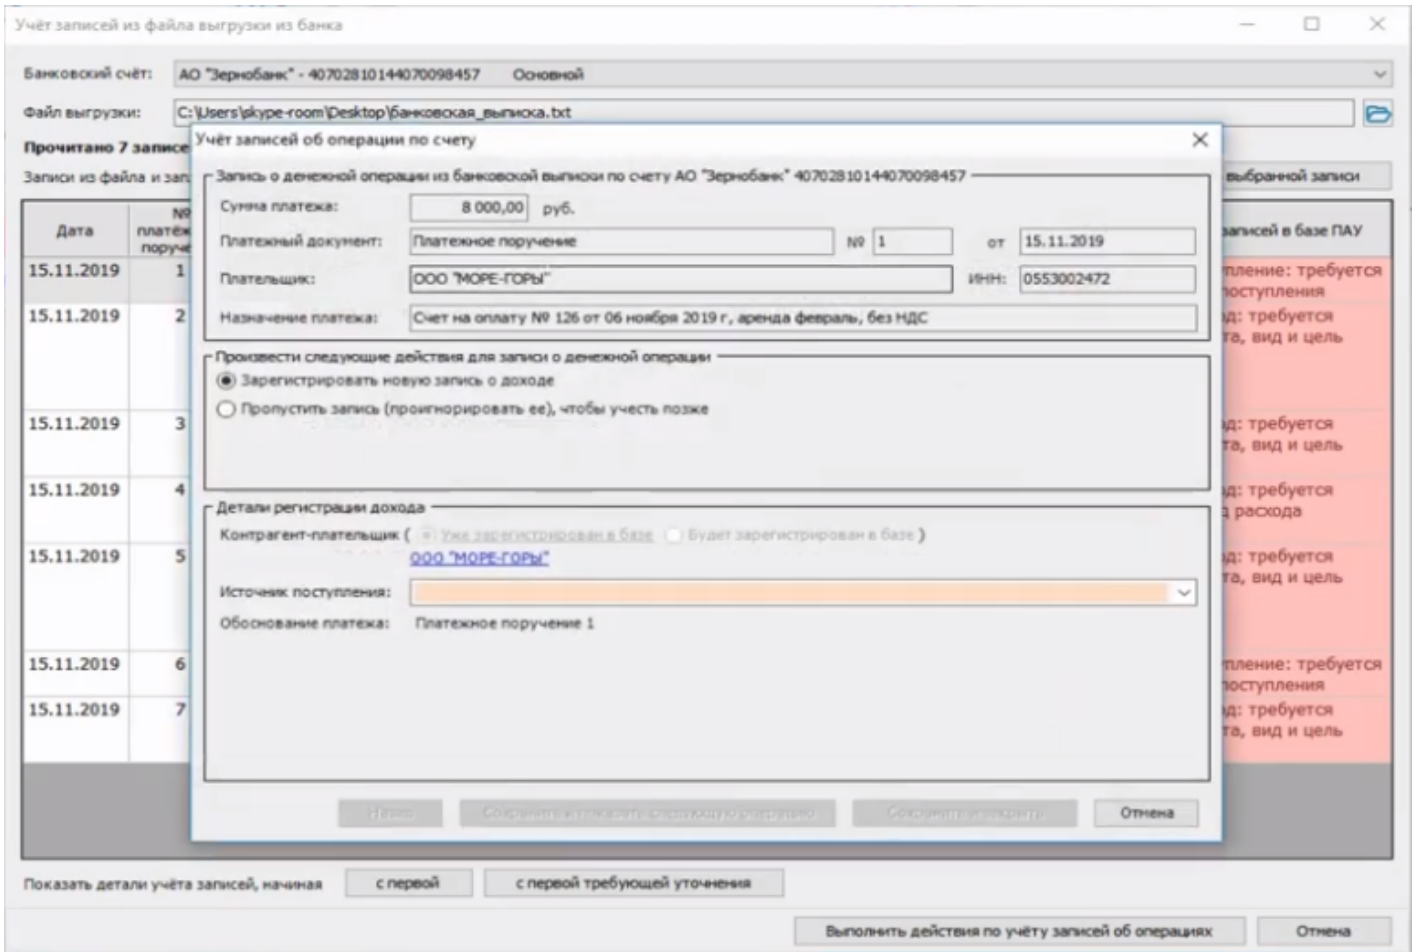 Учёт записей из файла выгрузки из банка
Банковский счёт: АО "Зернобанк" - 40702810144070098457 Основной
Файл выгрузки: C:\Users\skype-room\Desktop\банковская_выписка.txt
Прочитано 7 записе
Учёт записей об операции по счету
Записи из файла и зап
выбранной записи
Запись о денежной операции из банковской выписки по счету АО "Зернобанк" 40702810144070098457
Сумма платежа: 8 000,00 руб.
Платежный документ: Платежное поручение № 1 от 15.11.2019
Плательщик: ООО "МОРЕ-ГОРЫ" ИНН: 0553002472
Назначение платежа: Счет на оплату № 126 от 06 ноября 2019 г, аренда февраль, без НДС
Произвести следующие действия для записи о денежной операции
Зарегистрировать новую запись о доходе
Пропустить запись (проигнорировать ее), чтобы учесть позже
Детали регистрации дохода
Контрагент-плательщик ( Уже зарегистрирован в базе Будет зарегистрирован в базе )
ООО "МОРЕ-ГОРЫ"
Источник поступления:
Обоснование платежа: Платежное поручение 1
Назад Сохранить и показать следующую операцию Сохранить и закрыть Отмена
Дата
№
платёж
поруче
записей в базе ПАУ
15.11.2019 1
пление: требуется
поступления
15.11.2019 2
д: требуется
та, вид и цель
15.11.2019 3
од: требуется
та, вид и цель
15.11.2019 4
од: требуется
д расхода
15.11.2019 5
од: требуется
та, вид и цель
15.11.2019 6
пление: требуется
поступления
15.11.2019 7
д: требуется
та, вид и цель
Показать детали учёта записей, начиная с первой с первой требующей уточнения
Выполнить действия по учёту записей об операциях Отмена